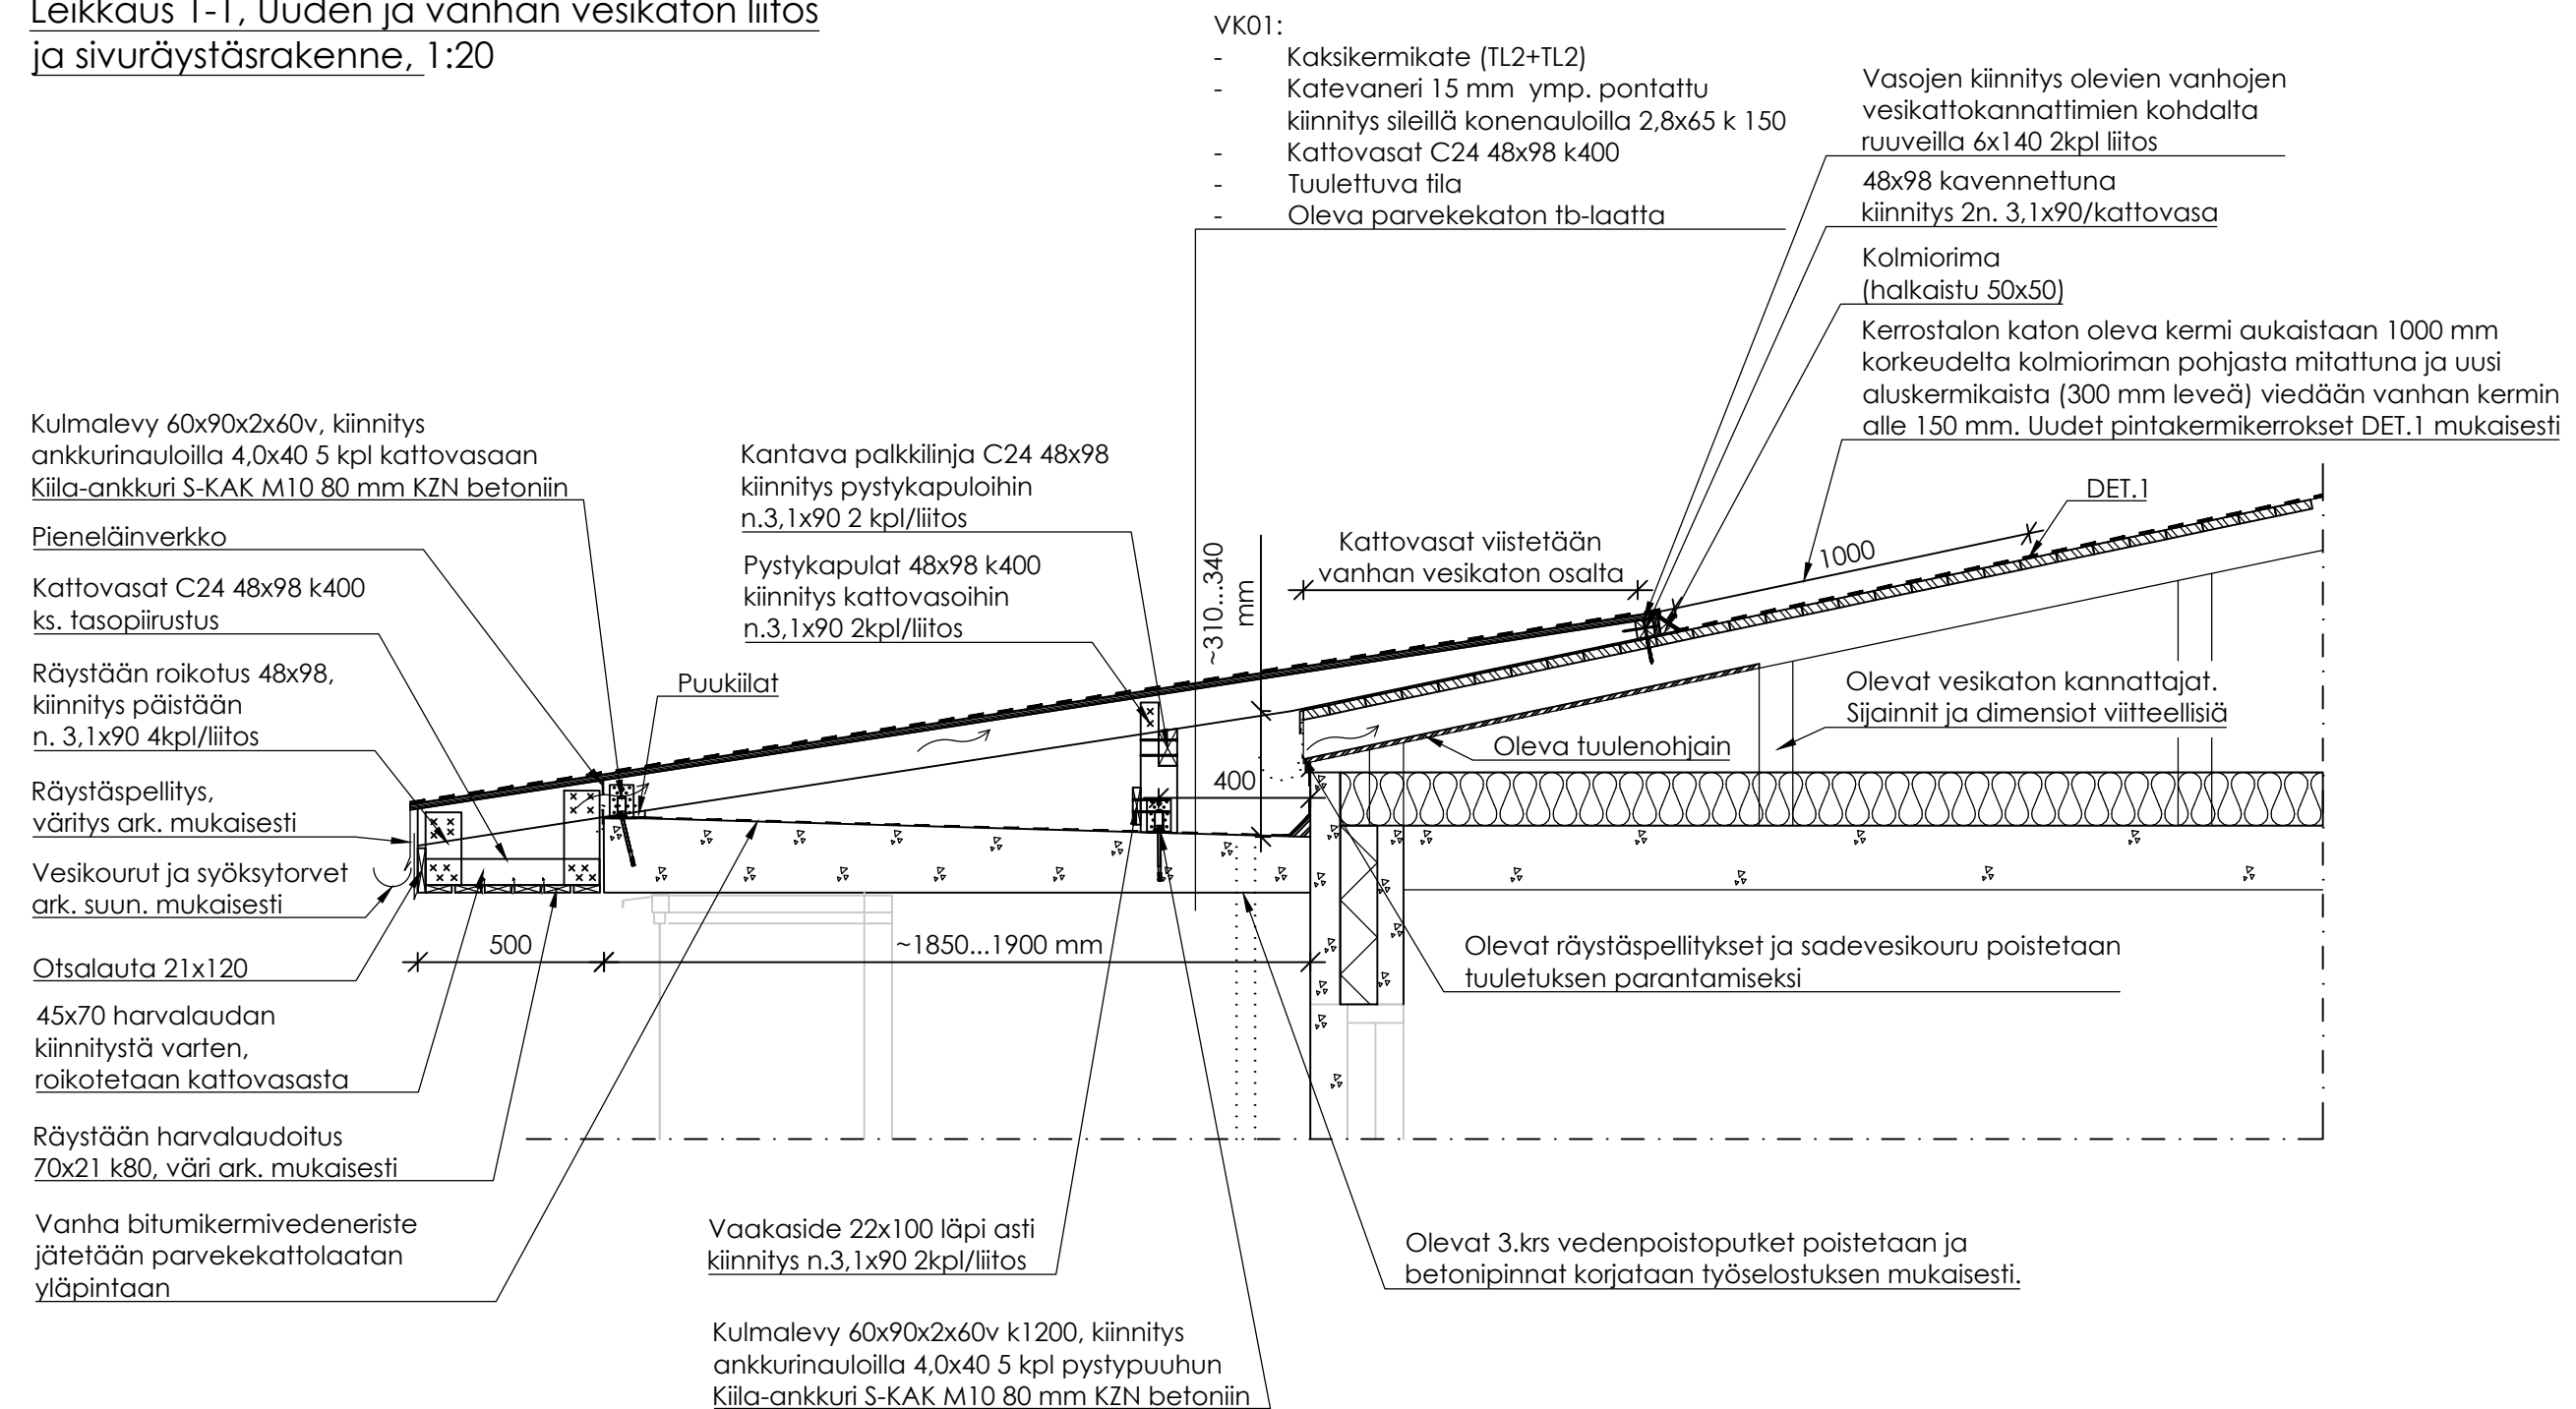 Leikkaus 1-1, Uuden ja vanhan vesikaton liitos
ja sivuräystäsrakenne, 1:20
VK01:
- Kaksikermikate (TL2+TL2)
- Katevaneri 15 mm ymp. pontattu
kiinnitys sileillä konenauloilla 2,8x65 k 150
- Kattovasat C24 48x98 k400
- Tuulettuva tila
- Oleva parvekekaton tb-laatta
Vasojen kiinnitys olevien vanhojen
vesikattokannattimien kohdalta
ruuveilla 6x140 2kpl liitos
48x98 kavennettuna
kiinnitys 2n. 3,1x90/kattovasa
Kolmiorima
(halkaistu 50x50)
Kerrostalon katon oleva kermi aukaistaan 1000 mm
korkeudelta kolmioriman pohjasta mitattuna ja uusi
aluskermikaista (300 mm leveä) viedään vanhan kermin
alle 150 mm. Uudet pintakermikerrokset DET.1 mukaisesti
Kulmalevy 60x90x2x60v, kiinnitys
ankkurinauloilla 4,0x40 5 kpl kattovasaan
Kiila-ankkuri S-KAK M10 80 mm KZN betoniin
Pieneläinverkko
Kattovasat C24 48x98 k400
ks. tasopiirustus
Räystään roikotus 48x98,
kiinnitys päistään
n. 3,1x90 4kpl/liitos
Räystäspellitys,
väritys ark. mukaisesti
Vesikourut ja syöksytorvet
ark. suun. mukaisesti
Otsalauta 21x120
45x70 harvalaudan
kiinnitystä varten,
roikotetaan kattovasasta
Räystään harvalaudoitus
70x21 k80, väri ark. mukaisesti
Vanha bitumikermivedeneriste
jätetään parvekekattolaatan
yläpintaan
Kantava palkkilinja C24 48x98
kiinnitys pystykapuloihin
n.3,1x90 2 kpl/liitos
Pystykapulat 48x98 k400
kiinnitys kattovasoihin
n.3,1x90 2kpl/liitos
Puukiilat
~310...340
mm
Kattovasat viistetään
vanhan vesikaton osalta
1000
DET.1
Olevat vesikaton kannattajat.
Sijainnit ja dimensiot viitteellisiä
Oleva tuulenohjain
400
500
~1850...1900 mm
Olevat räystäspellitykset ja sadevesikouru poistetaan
tuuletuksen parantamiseksi
Vaakaside 22x100 läpi asti
kiinnitys n.3,1x90 2kpl/liitos
Olevat 3.krs vedenpoistoputket poistetaan ja
betonipinnat korjataan työselostuksen mukaisesti.
Kulmalevy 60x90x2x60v k1200, kiinnitys
ankkurinauloilla 4,0x40 5 kpl pystypuuhun
Kiila-ankkuri S-KAK M10 80 mm KZN betoniin